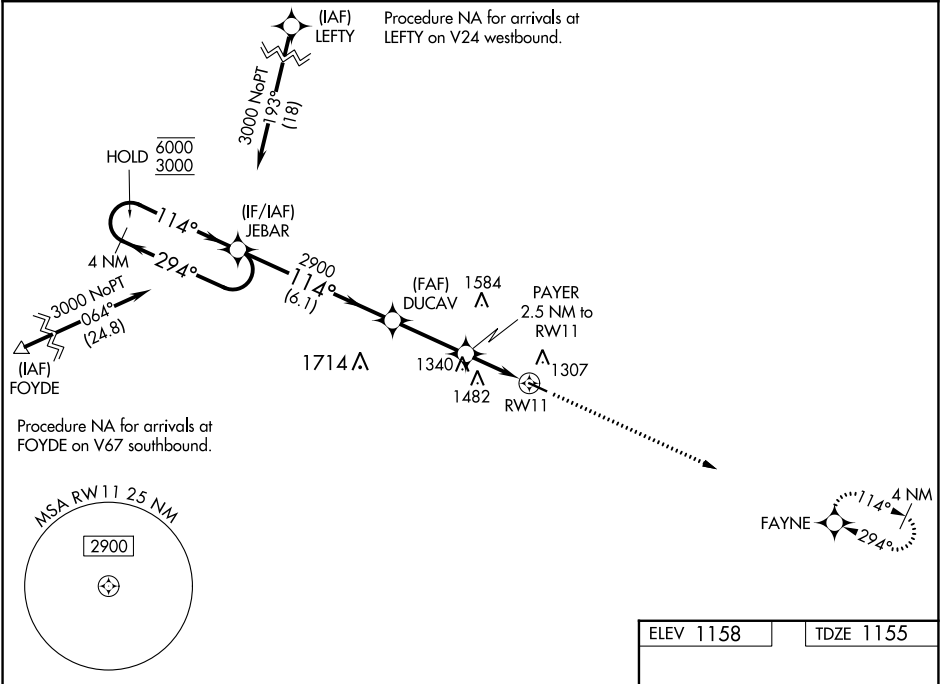 (IAF)
LEFTY
Procedure NA for arrivals at
LEFTY on V24 westbound.
3000 NoPT
193°
(18)
HOLD
6000
3000
114°
294°
4 NM
(IF/IAF)
JEBAR
2900
114°
(6.1)
(FAF)
DUCAV
1584
PAYER
2.5 NM to
RW11
3000 NoPT
064°
(24.8)
(IAF)
FOYDE
1714
1340
1482
1307
RW11
Procedure NA for arrivals at
FOYDE on V67 southbound.
MSA RW11 25 NM
2900
FAYNE
114°
4 NM
294°
ELEV 1158
TDZE 1155